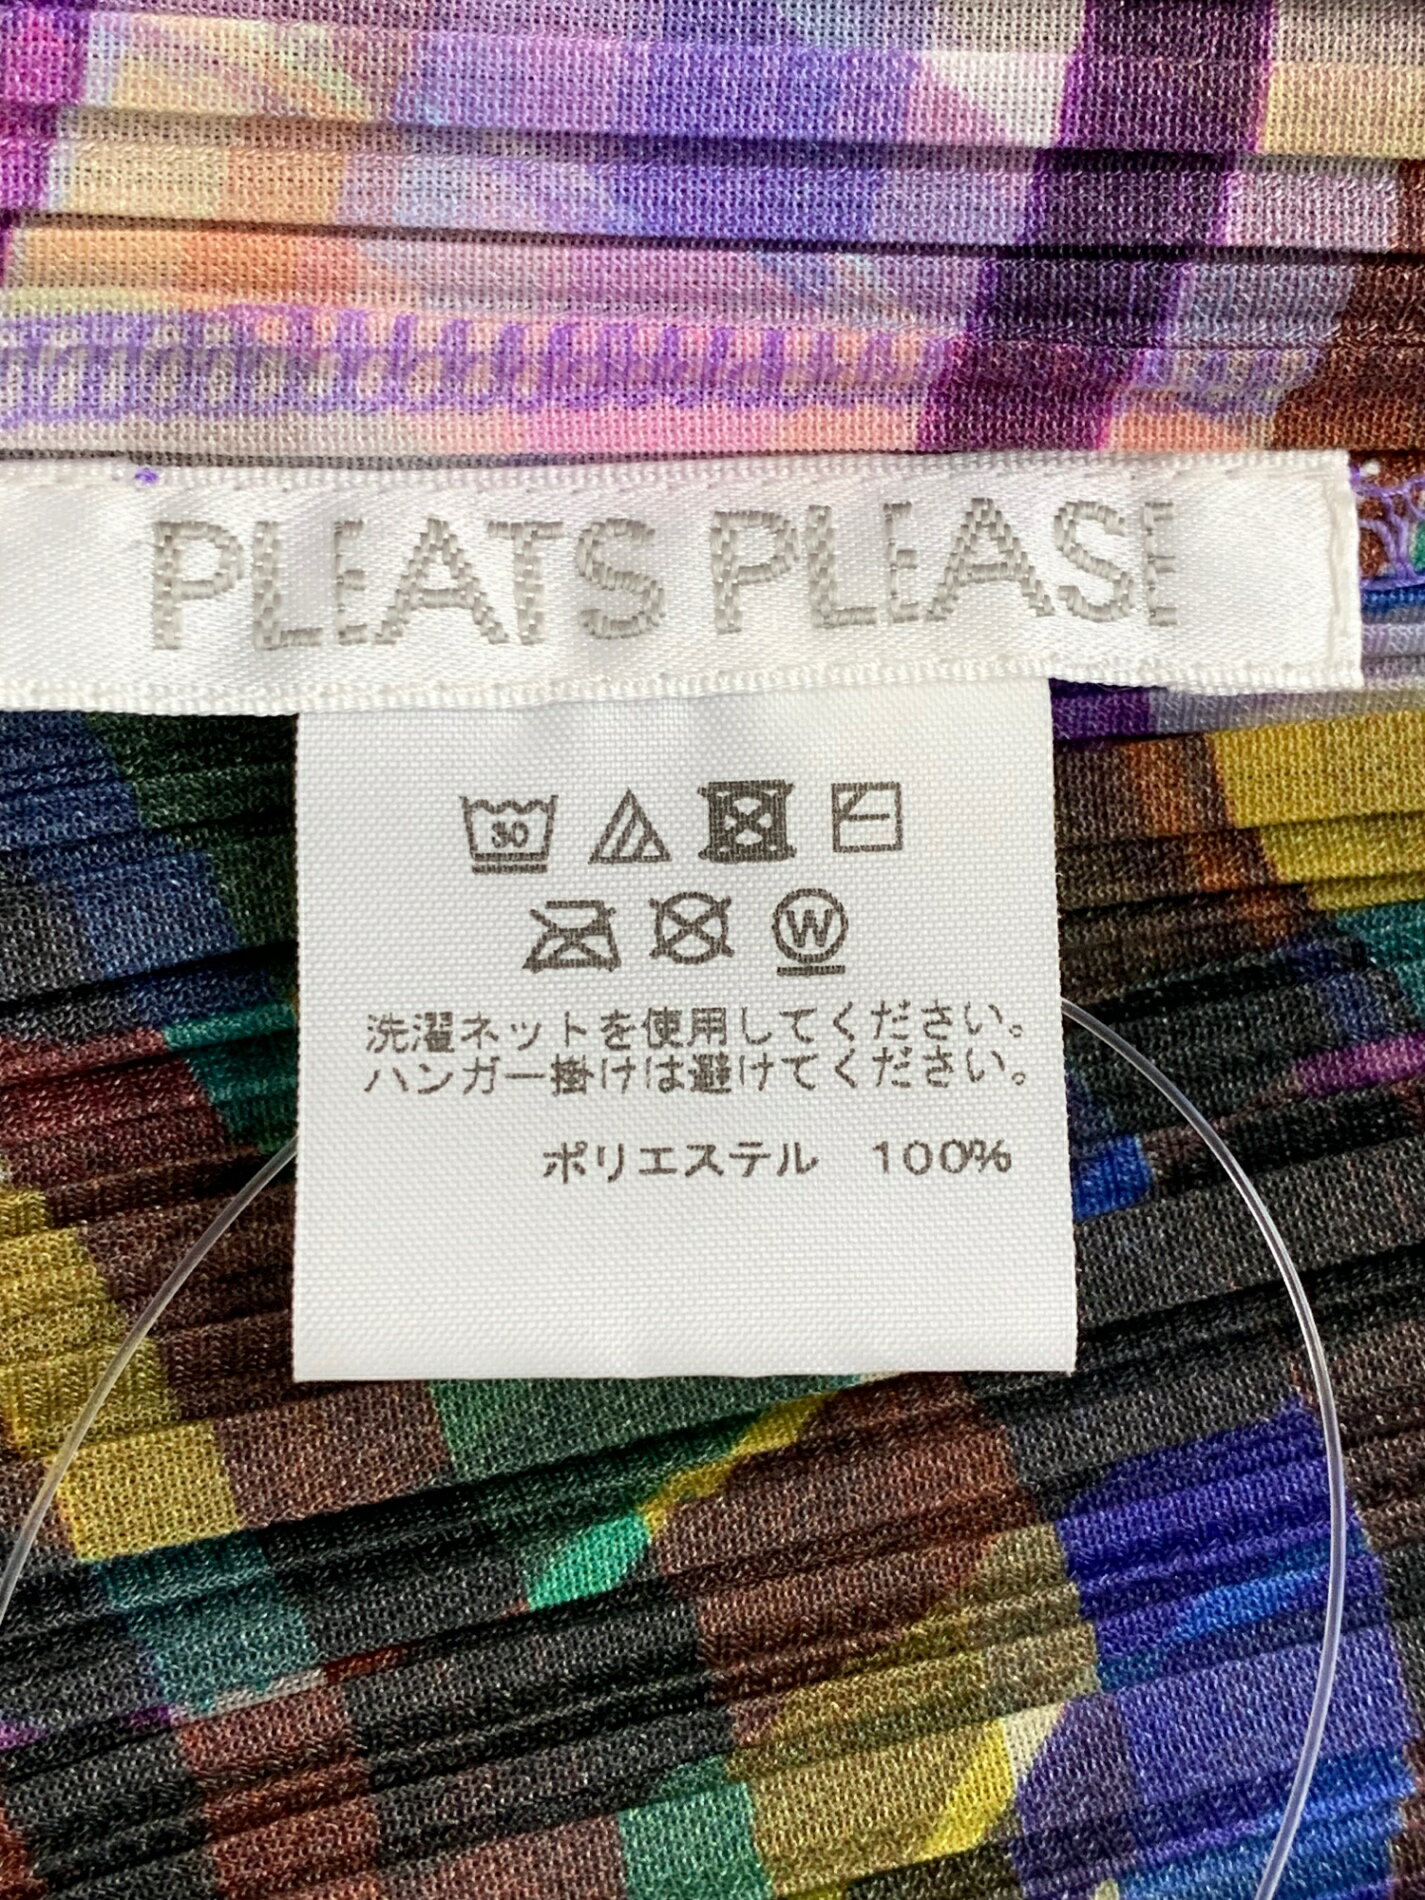 PLEATS PLEASE
30
W
洗濯ネットを使用してください。
ハンガー掛けは避けてください。
ポリエステル 100%